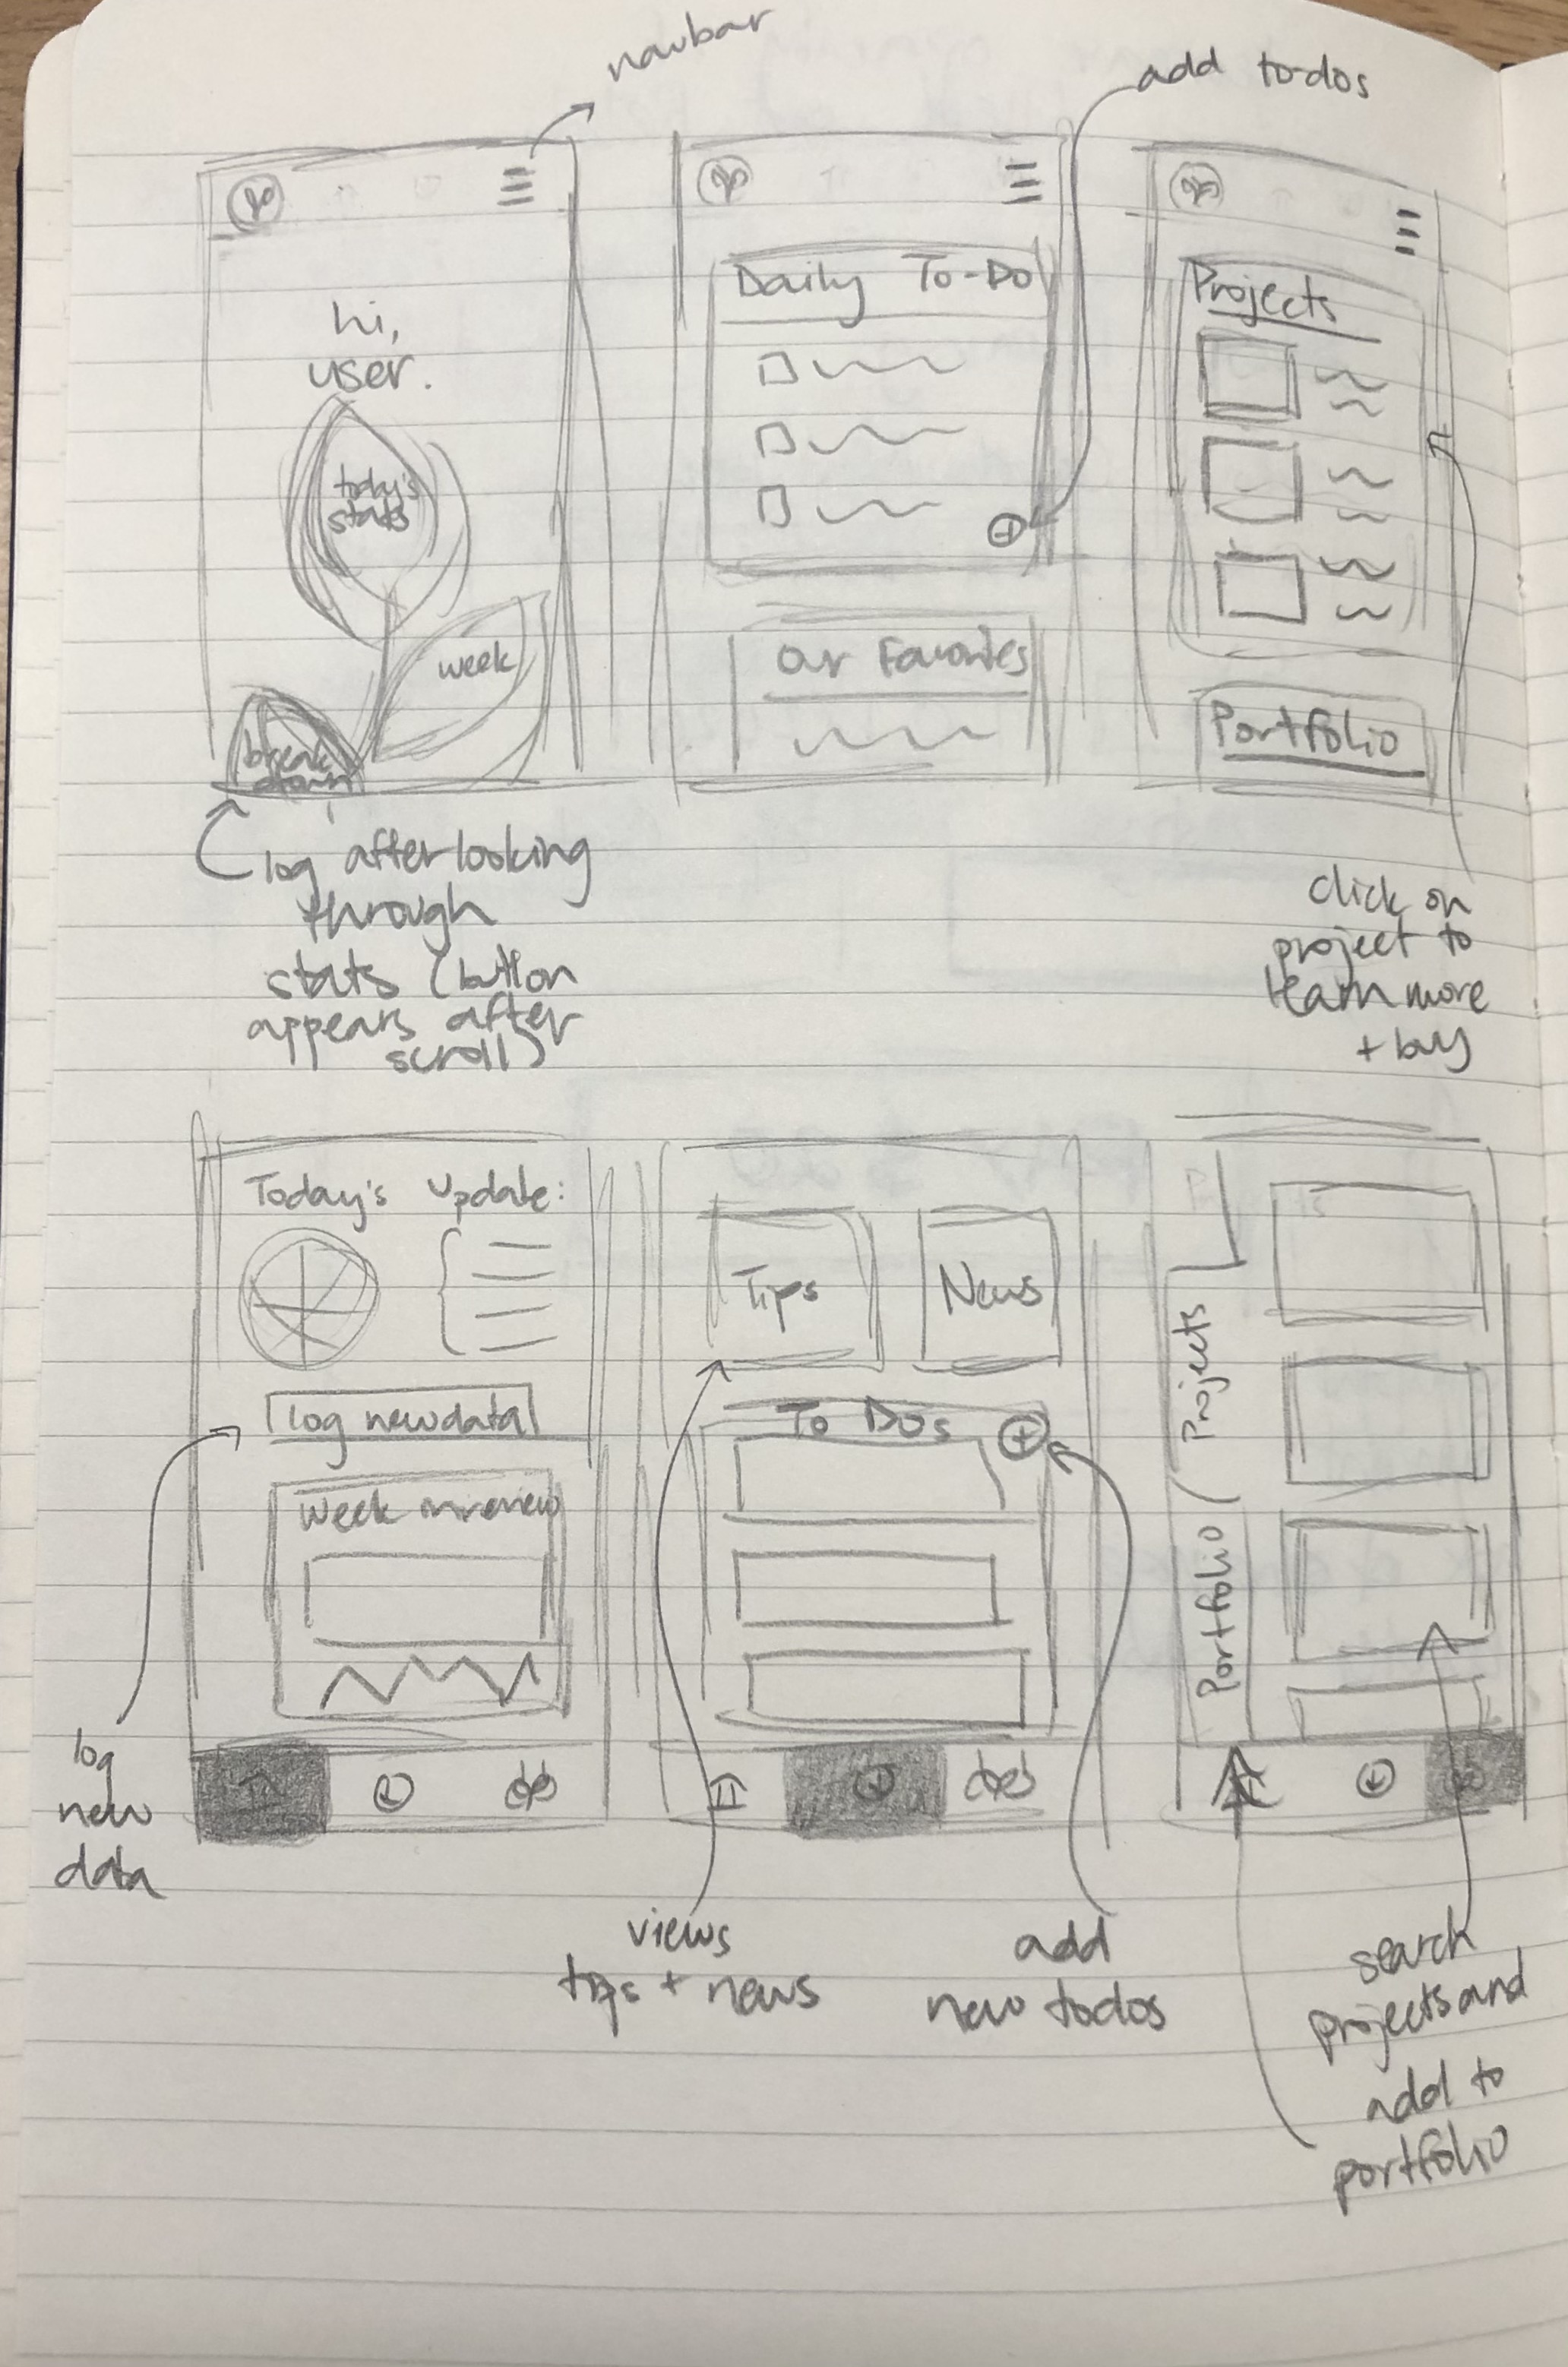 navbar
add to-dos
hi,
user.
today's
stats
week
break
down
log after looking
through
stats (button
appears after
scroll)
Daily To-Do
Our Favorites
Projects
Portfolio
click on
project to
learn more
+ buy
Today's Update:
log new data
Week in review
log
new
data
Tips
News
To Dos
views
tips + news
add
new todos
Projects
Portfolio
search
projects and
add to
portfolio